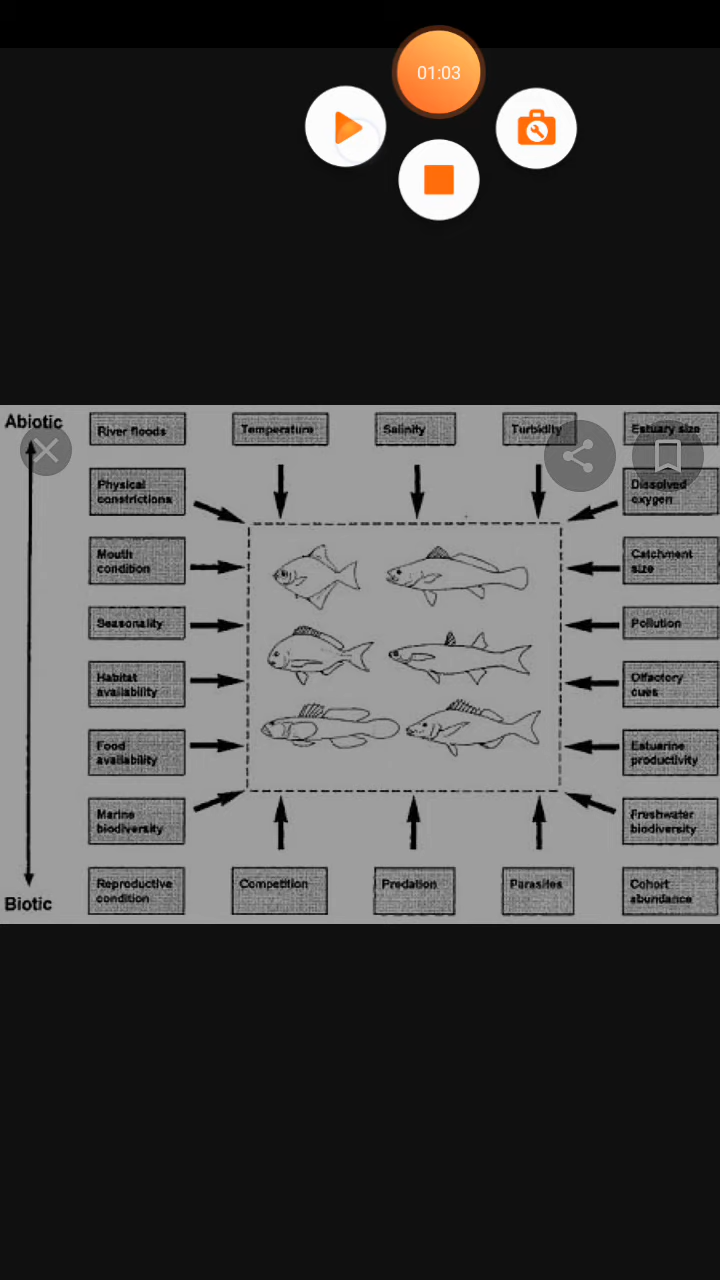 01:03
Abiotic
River floods
Temperature
Salinity
Turbidity
Estuary size
Physical
constrictions
Dissolved
oxygen
Mouth
condition
Catchment
size
Seasonality
Pollution
Habitat
availability
Olfactory
cues
Food
availability
Estuarine
productivity
Marine
biodiversity
Freshwater
biodiversity
Biotic
Reproductive
condition
Competition
Predation
Parasites
Cohort
abundance